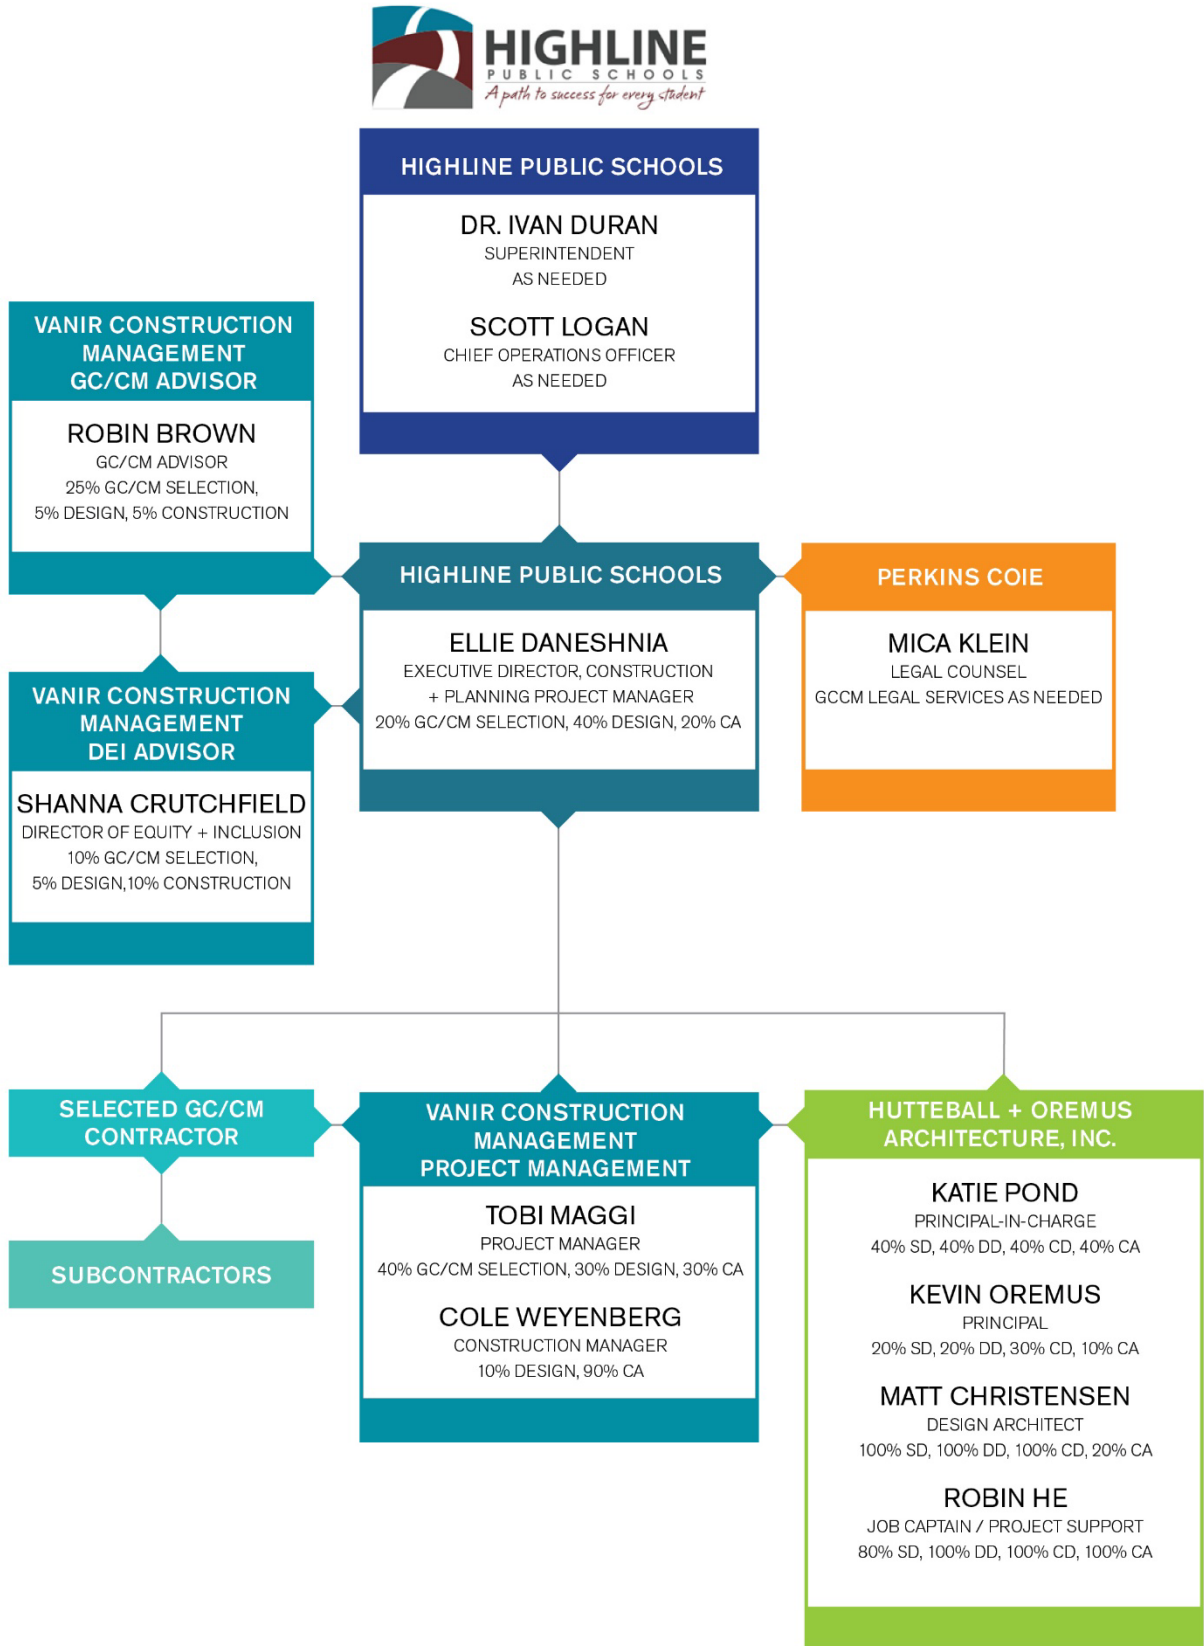 HIGHLINE
PUBLIC SCHOOLS
A path to success for every student
HIGHLINE PUBLIC SCHOOLS
DR. IVAN DURAN
SUPERINTENDENT
AS NEEDED
SCOTT LOGAN
CHIEF OPERATIONS OFFICER
AS NEEDED
VANIR CONSTRUCTION
MANAGEMENT
GC/CM ADVISOR
ROBIN BROWN
GC/CM ADVISOR
25% GC/CM SELECTION,
5% DESIGN, 5% CONSTRUCTION
HIGHLINE PUBLIC SCHOOLS
ELLIE DANESHNIA
EXECUTIVE DIRECTOR, CONSTRUCTION
+ PLANNING PROJECT MANAGER
20% GC/CM SELECTION, 40% DESIGN, 20% CA
PERKINS COIE
MICA KLEIN
LEGAL COUNSEL
GCCM LEGAL SERVICES AS NEEDED
VANIR CONSTRUCTION
MANAGEMENT
DEI ADVISOR
SHANNA CRUTCHFIELD
DIRECTOR OF EQUITY + INCLUSION
10% GC/CM SELECTION,
5% DESIGN,10% CONSTRUCTION
SELECTED GC/CM
CONTRACTOR
SUBCONTRACTORS
VANIR CONSTRUCTION
MANAGEMENT
PROJECT MANAGEMENT
TOBI MAGGI
PROJECT MANAGER
40% GC/CM SELECTION, 30% DESIGN, 30% CA
COLE WEYENBERG
CONSTRUCTION MANAGER
10% DESIGN, 90% CA
HUTTEBALL + OREMUS
ARCHITECTURE, INC.
KATIE POND
PRINCIPAL-IN-CHARGE
40% SD, 40% DD, 40% CD, 40% CA
KEVIN OREMUS
PRINCIPAL
20% SD, 20% DD, 30% CD, 10% CA
MATT CHRISTENSEN
DESIGN ARCHITECT
100% SD, 100% DD, 100% CD, 20% CA
ROBIN HE
JOB CAPTAIN / PROJECT SUPPORT
80% SD, 100% DD, 100% CD, 100% CA